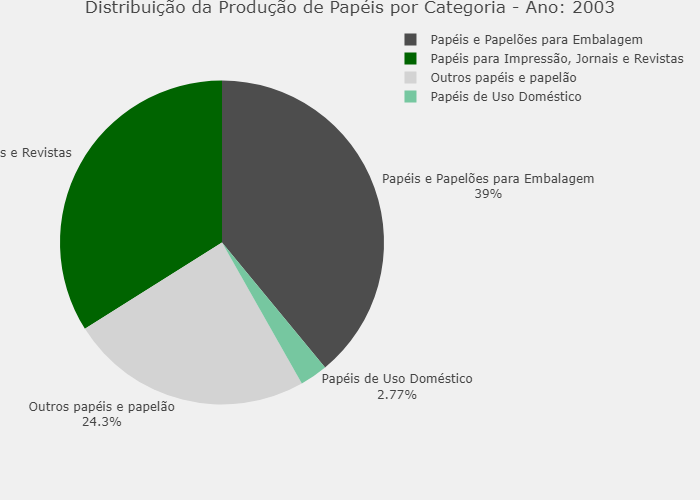 Distribuição da Produção de Papéis por Categoria - Ano: 2003
Papéis e Papelões para Embalagem
Papéis para Impressão, Jornais e Revistas
Outros papéis e papelão
Papéis de Uso Doméstico
s e Revistas
Papéis e Papelões para Embalagem
39%
Papéis de Uso Doméstico
2.77%
Outros papéis e papelão
24.3%